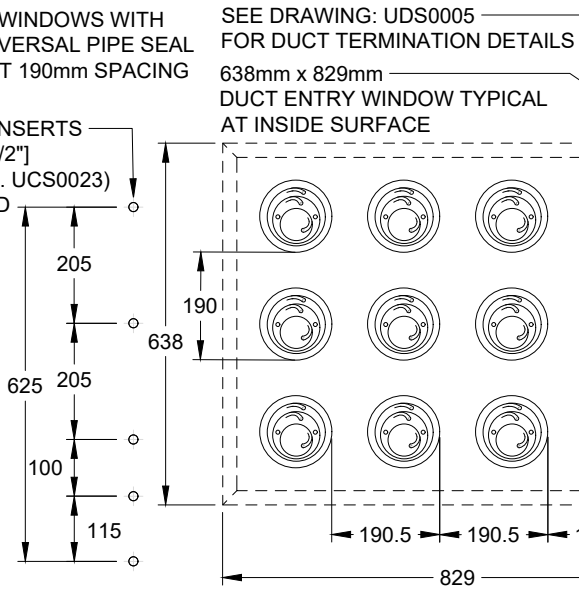 WINDOWS WITH
VERSAL PIPE SEAL
T 190mm SPACING
SEE DRAWING: UDS0005
FOR DUCT TERMINATION DETAILS
638mm x 829mm
DUCT ENTRY WINDOW TYPICAL
AT INSIDE SURFACE
NSERTS
/2"]
. UCS0023)
D
205
190
638
625
205
100
115
190.5
190.5
1
829